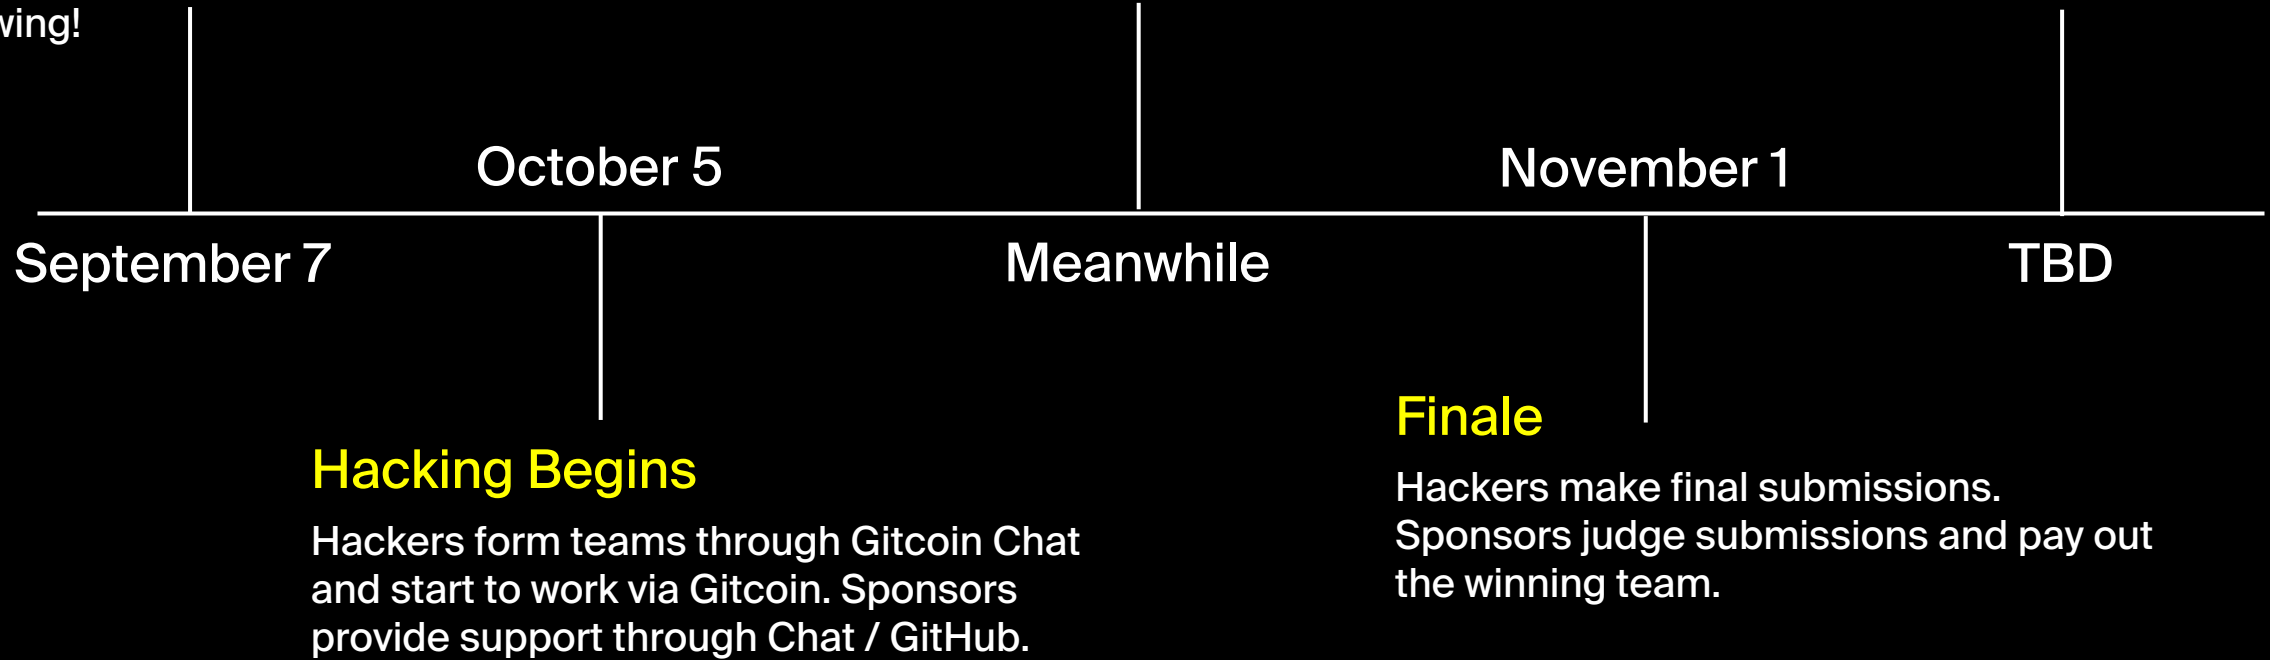 wing!
October 5
November 1
September 7
Meanwhile
TBD
Finale
Hackers make final submissions.
Sponsors judge submissions and pay out
the winning team.
Hacking Begins
Hackers form teams through Gitcoin Chat
and start to work via Gitcoin. Sponsors
provide support through Chat / GitHub.